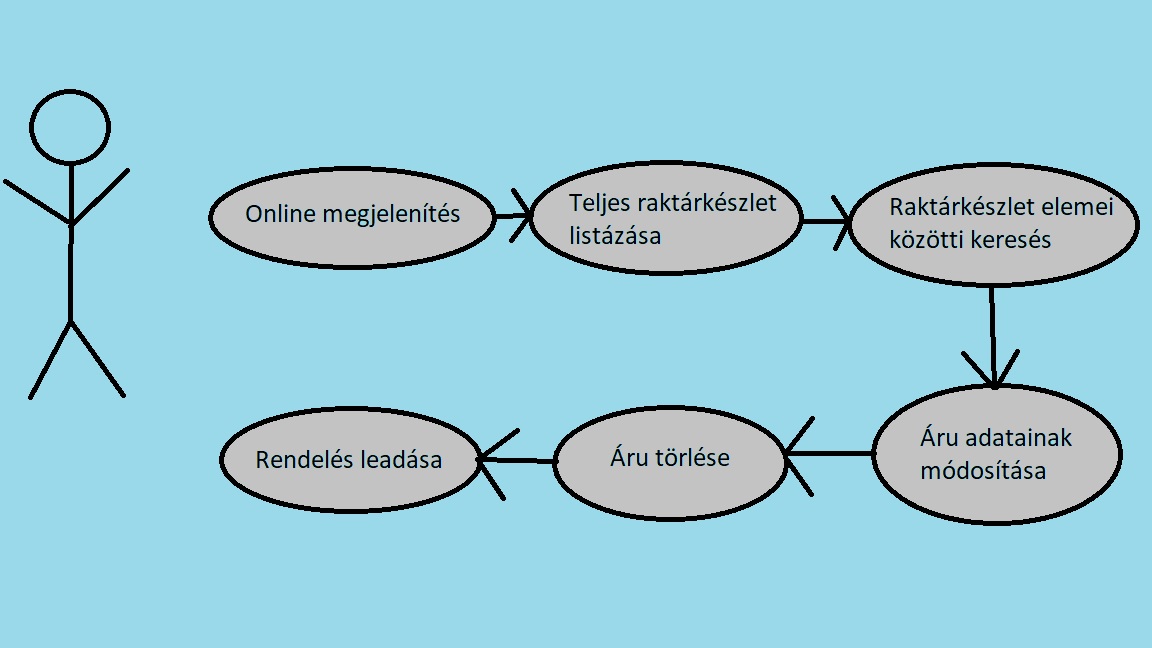 Online megjelenítés
Teljes raktárkészlet
listázása
Raktárkészlet elemei
közötti keresés
Áru adatainak
módosítása
Áru törlése
Rendelés leadása